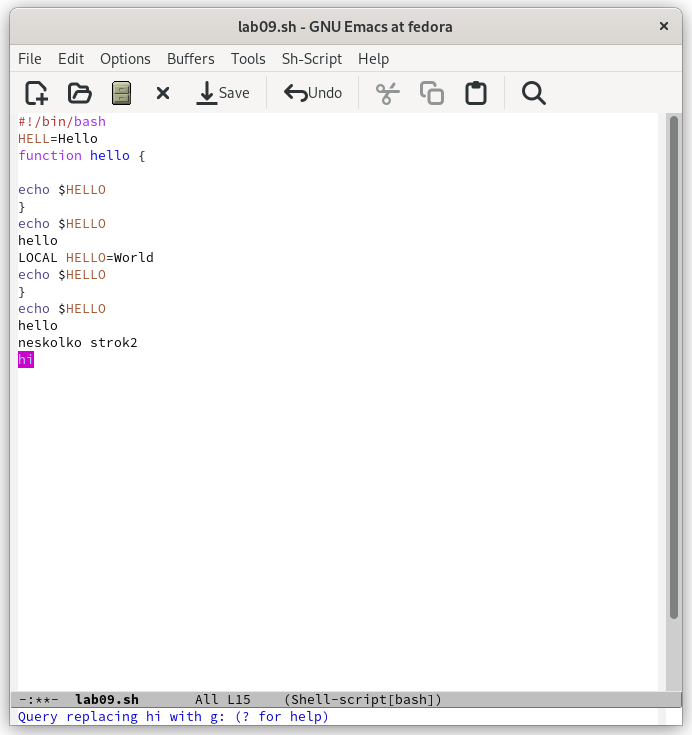 lab09.sh - GNU Emacs at fedora
File Edit Options Buffers Tools Sh-Script Help
Save Undo
#!/bin/bash
HELL=Hello
function hello {
echo $HELLO
}
echo $HELLO
hello
LOCAL HELLO=World
echo $HELLO
}
echo $HELLO
hello
neskolko strok2
hi
-:**- lab09.sh All L15 (Shell-script[bash])
Query replacing hi with g: (? for help)